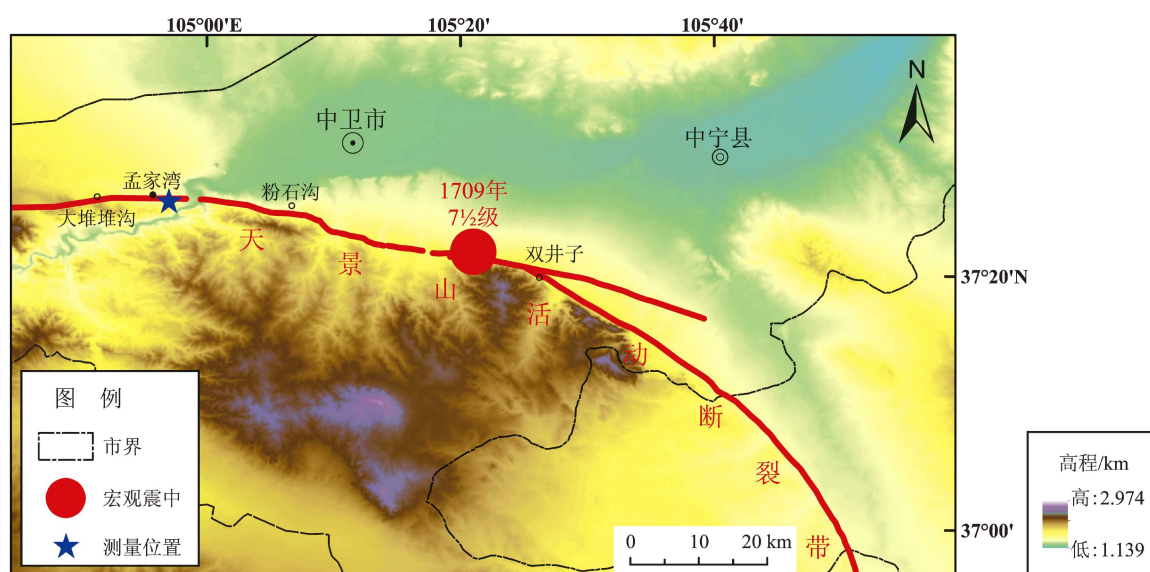 105°00′E
105°20′
105°40′
N
中卫市
中宁县
孟家湾
粉石沟
1709年
7½级
大堆堆沟
双井子
天景山活动断裂带
37°20′N
37°00′
图 例
市界
宏观震中
测量位置
0 10 20 km
高程/km
高:2.974
低:1.139